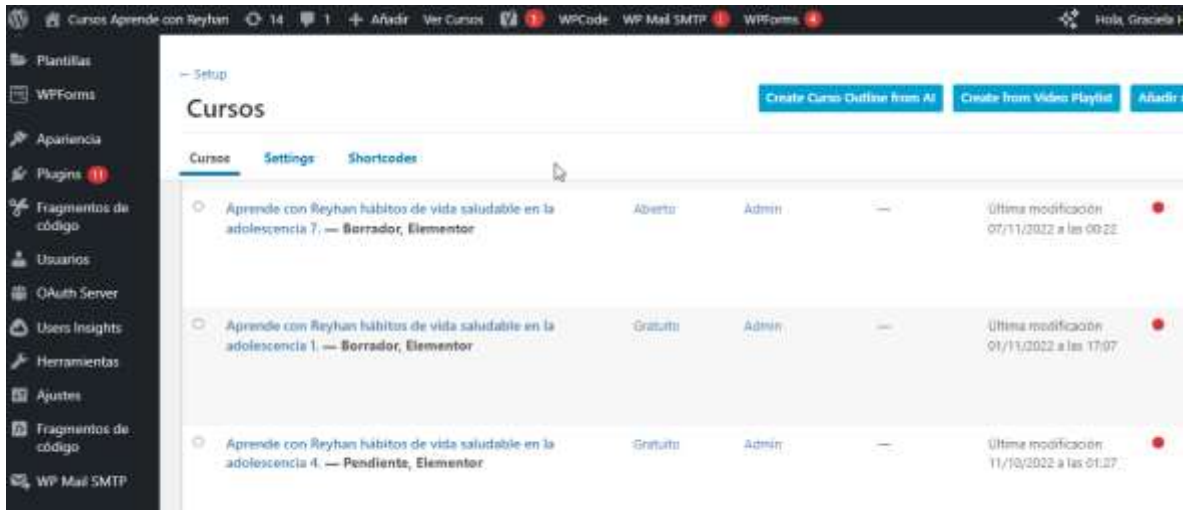 Cursos Aprende con Reyhan 14 1 Añadir Ver Cursos 1 WPCode WP Mail SMTP 1 WPForms 4 Hola, Graciela
Plantillas
WPForms
Apariencia
Plugins 11
Fragmentos de
código
Usuarios
OAuth Server
Users Insights
Herramientas
Ajustes
Fragmentos de
código
WP Mail SMTP
← Setup
Cursos
Create Curso Outline from AI Create from Video Playlist Añadir
Cursos Settings Shortcodes
Aprende con Reyhan hábitos de vida saludable en la
adolescencia 7. — Borrador, Elementor
Abierto Admin —
Última modificación
07/11/2022 a las 00:22
Aprende con Reyhan hábitos de vida saludable en la
adolescencia 1. — Borrador, Elementor
Gratuito Admin —
Última modificación
01/11/2022 a las 17:07
Aprende con Reyhan hábitos de vida saludable en la
adolescencia 4. — Pendiente, Elementor
Gratuito Admin —
Última modificación
11/10/2022 a las 01:27